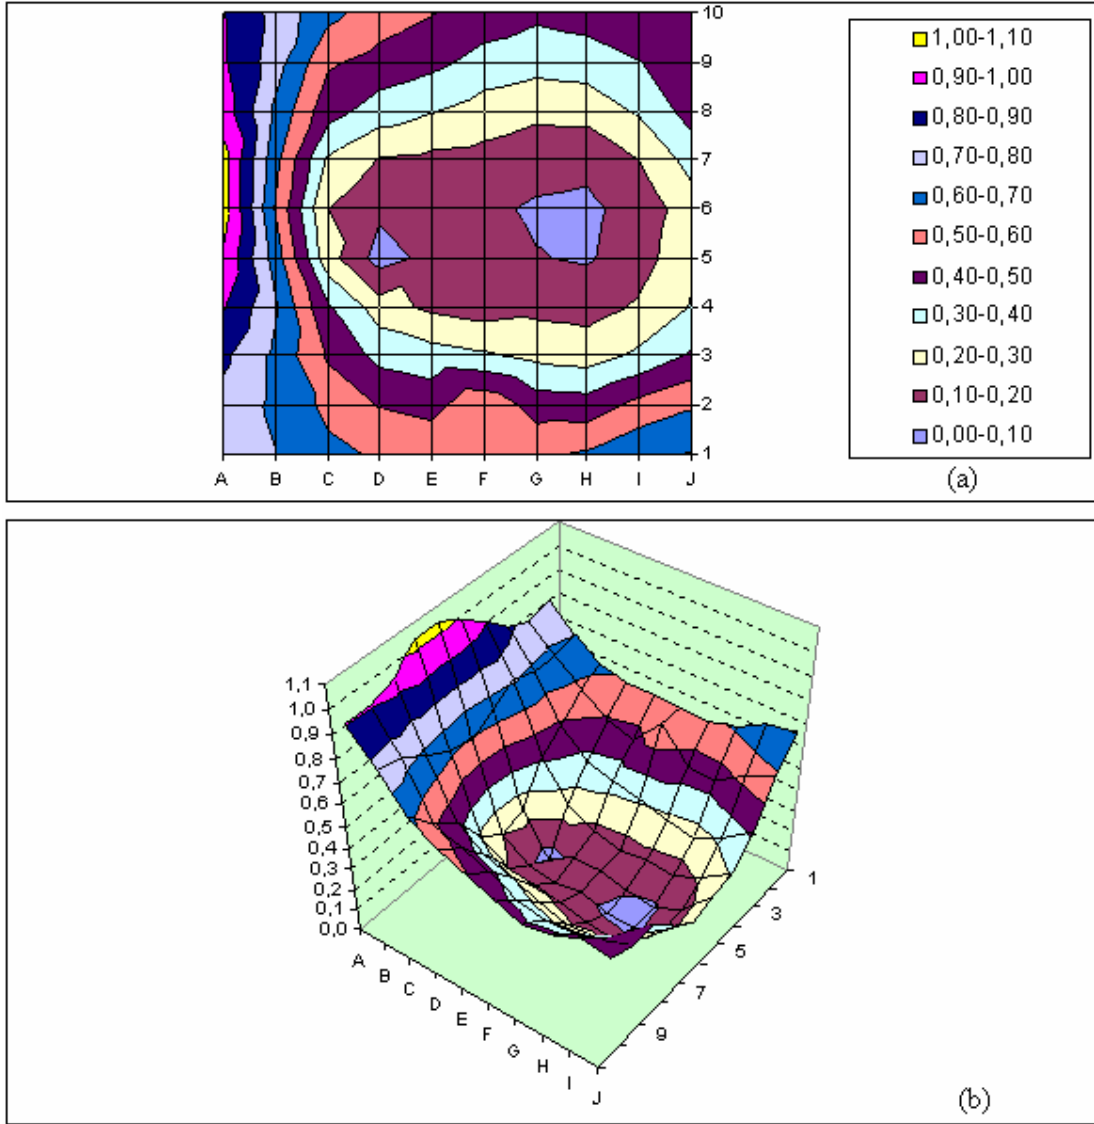 10
9
8
7
6
5
4
3
2
1
A B C D E F G H I J
1,00-1,10
0,90-1,00
0,80-0,90
0,70-0,80
0,60-0,70
0,50-0,60
0,40-0,50
0,30-0,40
0,20-0,30
0,10-0,20
0,00-0,10
(a)
1,1
1,0
0,9
0,8
0,7
0,6
0,5
0,4
0,3
0,2
0,1
0,0
A
B
C
D
E
F
G
H
I
J
1
3
5
7
9
(b)